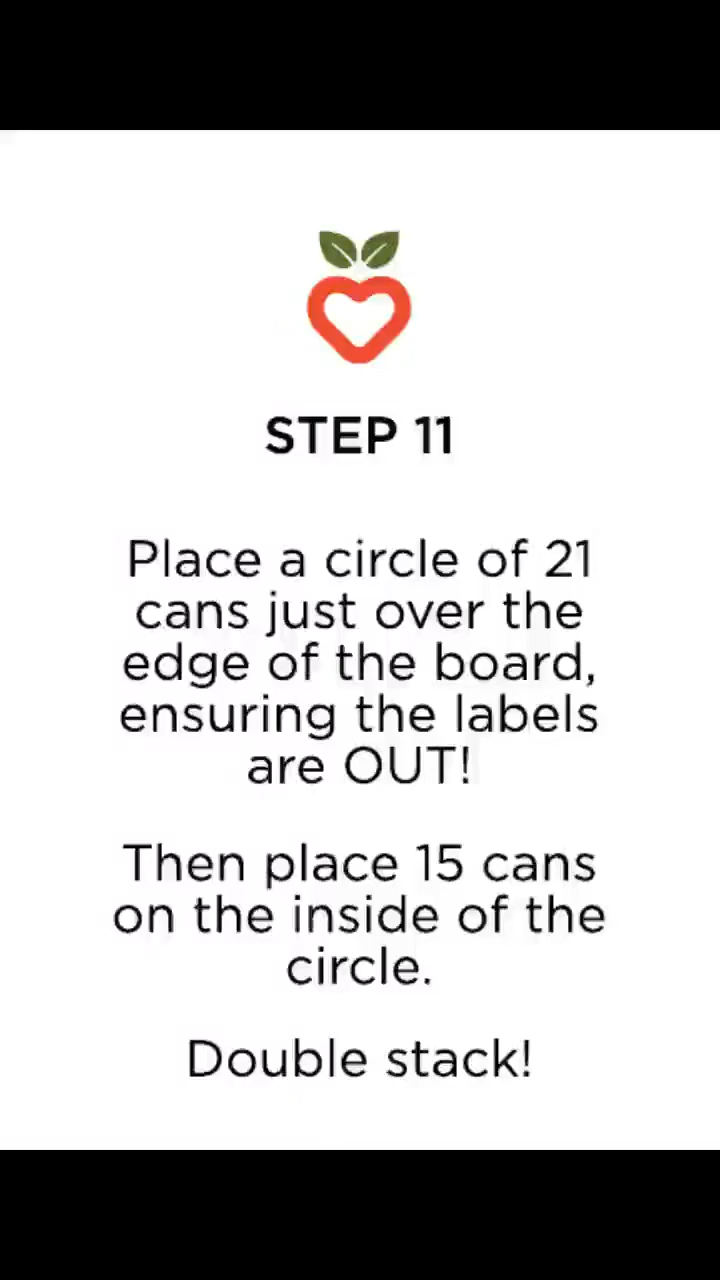 STEP 11
Place a circle of 21
cans just over the
edge of the board,
ensuring the labels
are OUT!
Then place 15 cans
on the inside of the
circle.
Double stack!